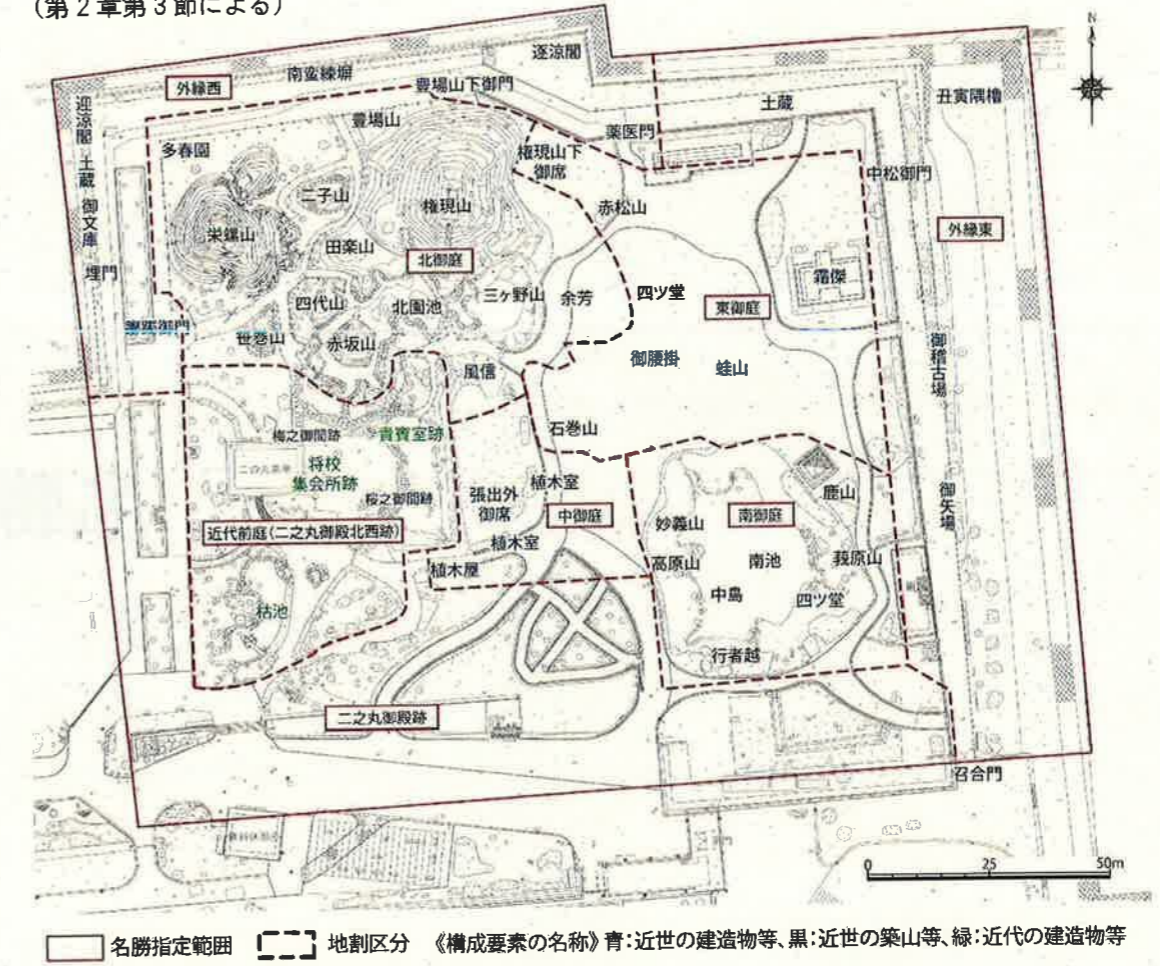 (第2章第3節による)
N
逐涼閣
南蛮練塀
外縁西
豊場山下御門
迎涼閣
土蔵
御文庫
埋門
土蔵
丑寅隅櫓
豊場山
薬医門
多春園
権現山下
御席
中松御門
二子山
権現山
赤松山
栄螺山
外縁東
田楽山
北御庭
霜傑
四代山
北園池
三ヶ野山
余芳
四ツ堂
東御庭
笹巻山
赤坂山
御腰掛
蛙山
御稽古場
風信
石巻山
梅之御間跡
貴賓室跡
将校
集会所跡
桜之御間跡
張出外
御席
植木室
中御庭
鹿山
御矢場
妙義山
南御庭
近代前庭(二之丸御殿北西跡)
植木室
高原山
南池
莪原山
植木屋
中島
四ツ堂
枯池
行者越
二之丸御殿跡
召合門
0
25
50m
名勝指定範囲
地割区分
《構成要素の名称》青:近世の建造物等、黒:近世の築山等、緑:近代の建造物等